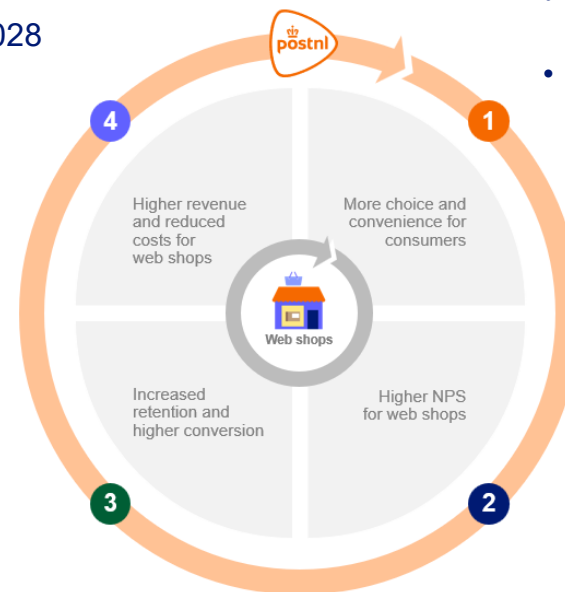 028
postnl
4
1
Higher revenue
and reduced
costs for
web shops
More choice and
convenience for
consumers
Web shops
Increased
retention and
higher conversion
Higher NPS
for web shops
3
2